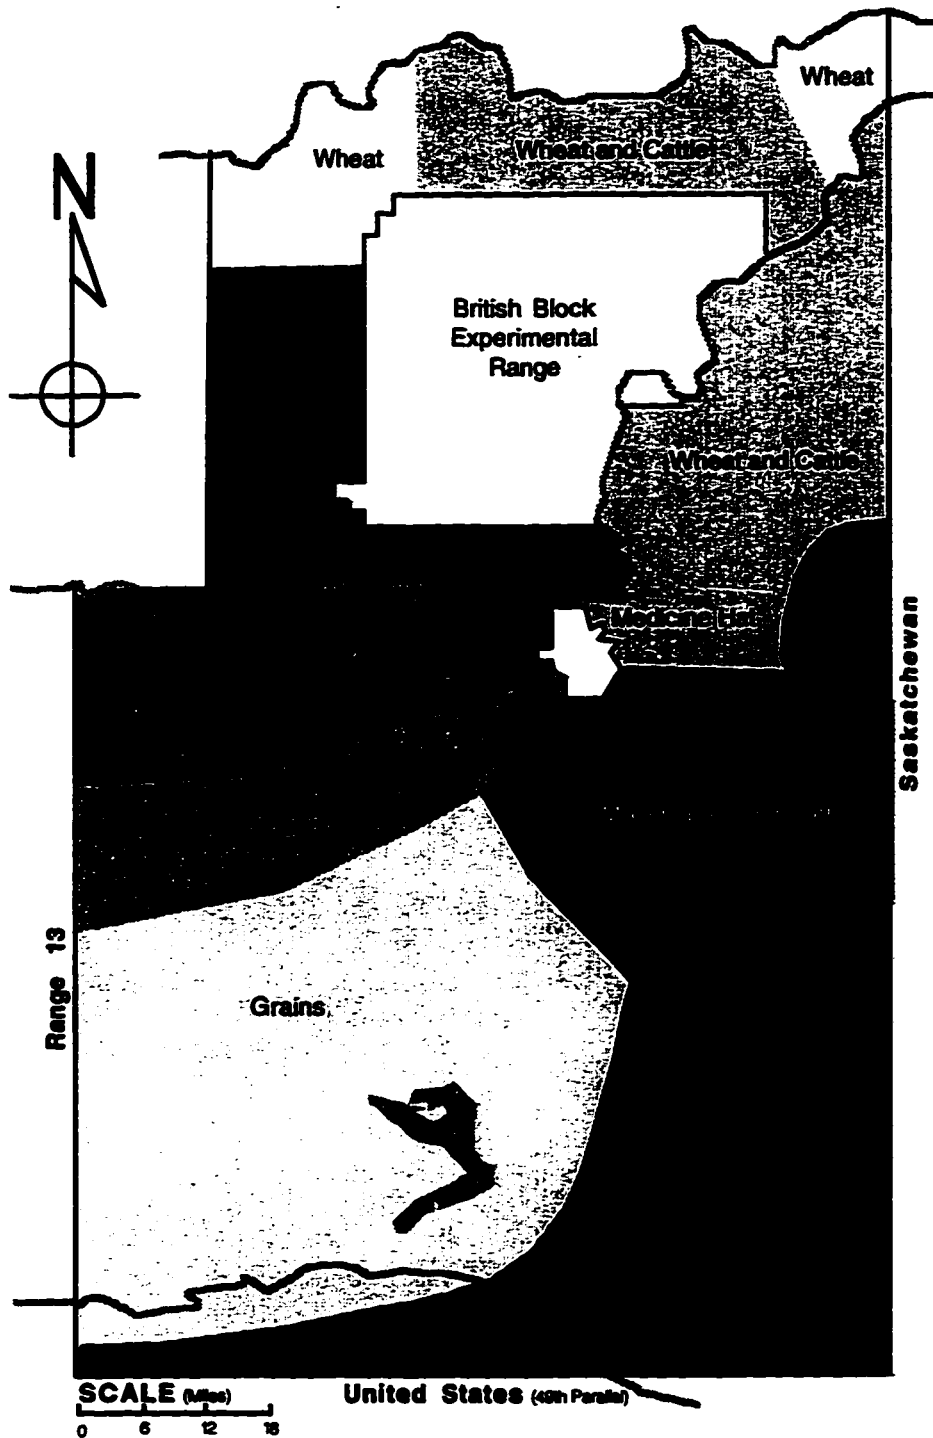 Wheat
N
Wheat and Cattle
Wheat
British Block
Experimental
Range
Wheat and Cattle
Medicine Hat
Saskatchewan
Range 13
Grains
SCALE (Miles)
0 6 12 18
United States (49th Parallel)